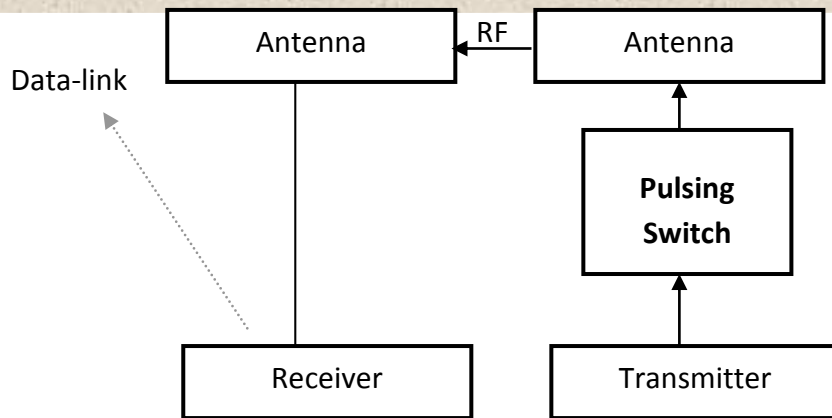 Antenna
RF
Antenna
Data-link
Pulsing
Switch
Receiver
Transmitter